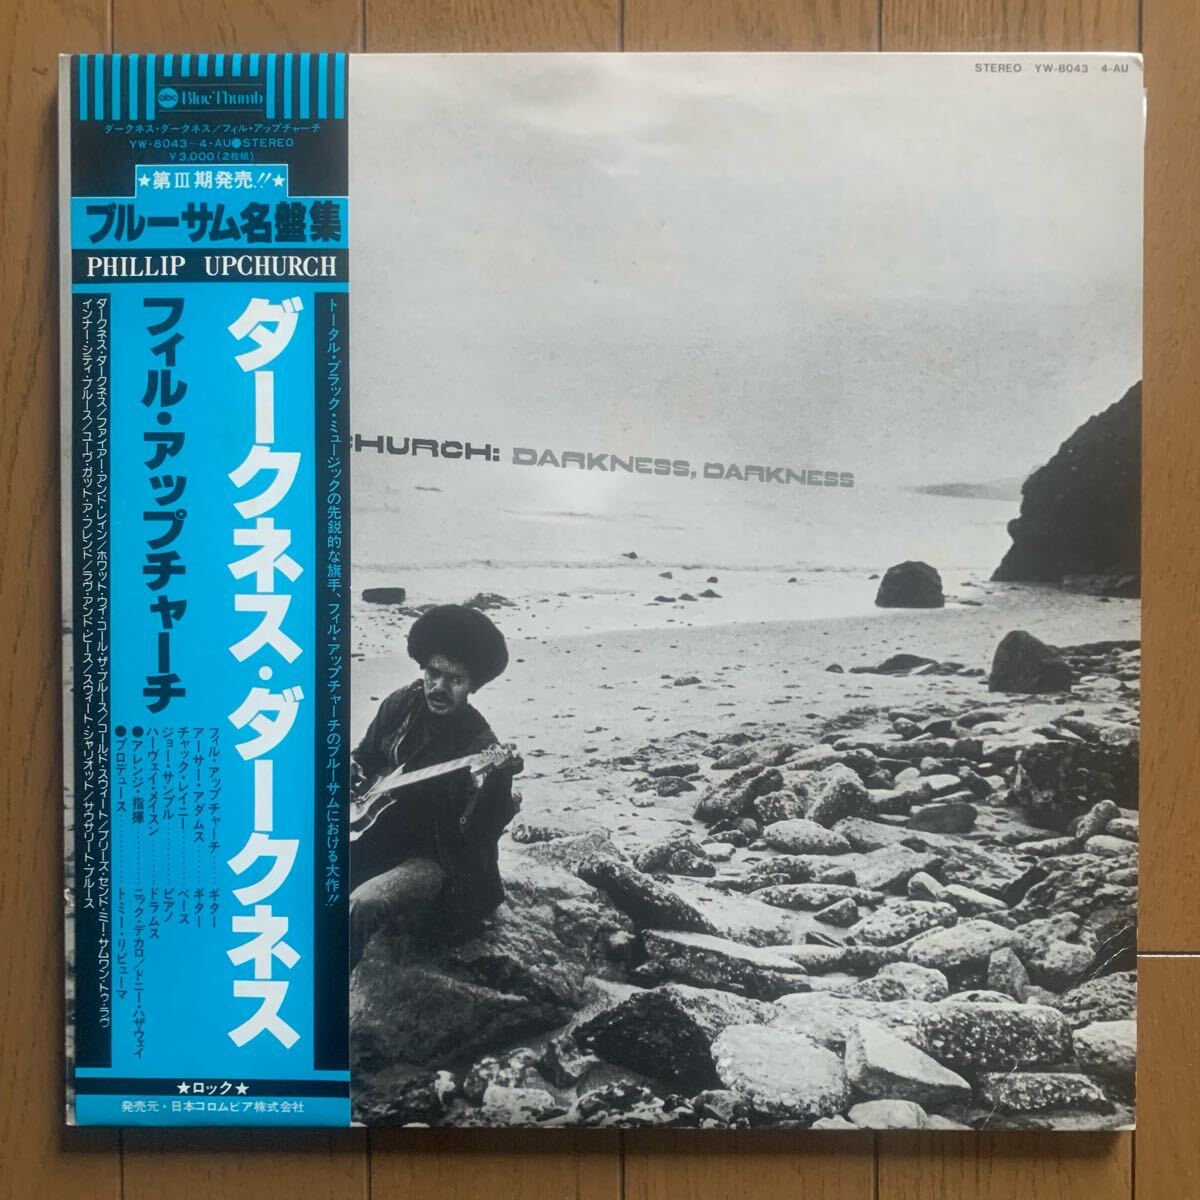 STEREO YW-8043 4-AU
abc Blue Thumb
ダークネス・ダークネス/フィル・アップチャーチ
YW-8043~4-AU●STEREO
¥3,000(2枚組)
★第III期発売!!★
ブルーサム名盤集
PHILLIP UPCHURCH
トータル・ブラック・ミュージックの先鋭的な旗手、フィル・アップチャーチのブルーサムにおける大作!!
ダークネス・ダークネス
フィル・アップチャーチ
フィル・アップチャーチ……ギター
アーサー・アダムス……ギター
チャック・レイニー……ベース
ジョー・サンプル……ピアノ
ハーヴェイ・メイスン……ドラムス
●アレンジ・指揮……ニック・デカロ/ドニー・ハザウェイ
●プロデュース……トミー・リピューマ
ダークネス・ダークネス/ファイアー・アンド・レイン/ホワット・ウィ・コール・ザ・ブルース/コールド・スウィート/プリーズ・センド・ミー・サムワン・トゥ・ラヴ
インナー・シティ・ブルース/ユーヴ・ガット・ア・フレンド/ラヴ・アンド・ピース/スウィート・シャリオット/サウサリート・ブルース
★ロック★
発売元・日本コロムビア株式会社
CHURCH: DARKNESS, DARKNESS